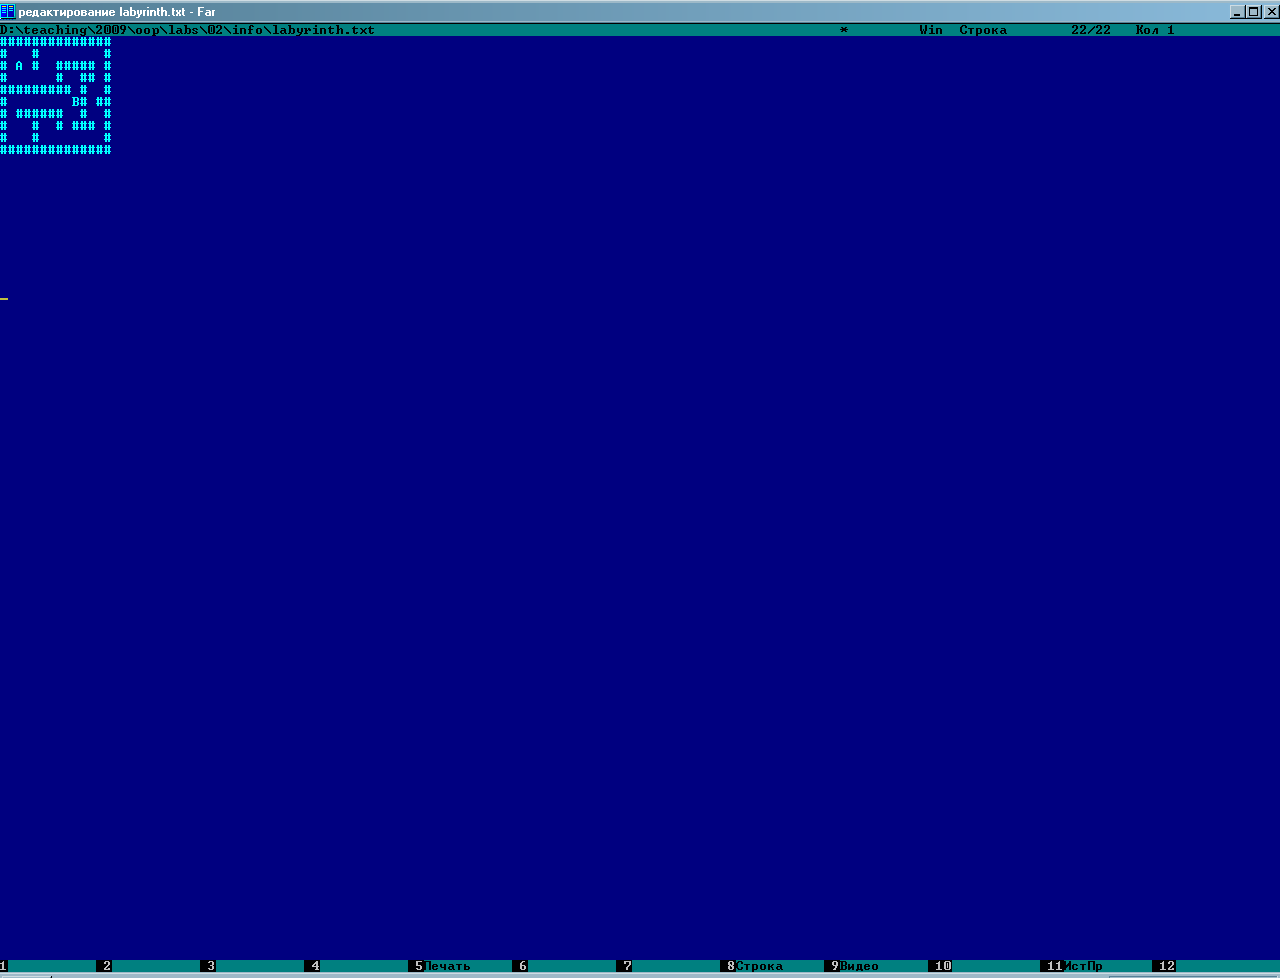 редактирование labyrinth.txt - Far
D:\teaching\2009\oop\labs\02\info\labyrinth.txt * Win Строка 22/22 Кол 1
##############
#   #        #
# A #  ##### #
#      #  ## #
######### #  #
#        B# ##
# ######  #  #
#   #  # ### #
#   #        #
##############
1 2 3 4 5Печать 6 7 8Строка 9Видео 10 11ИстПр 12